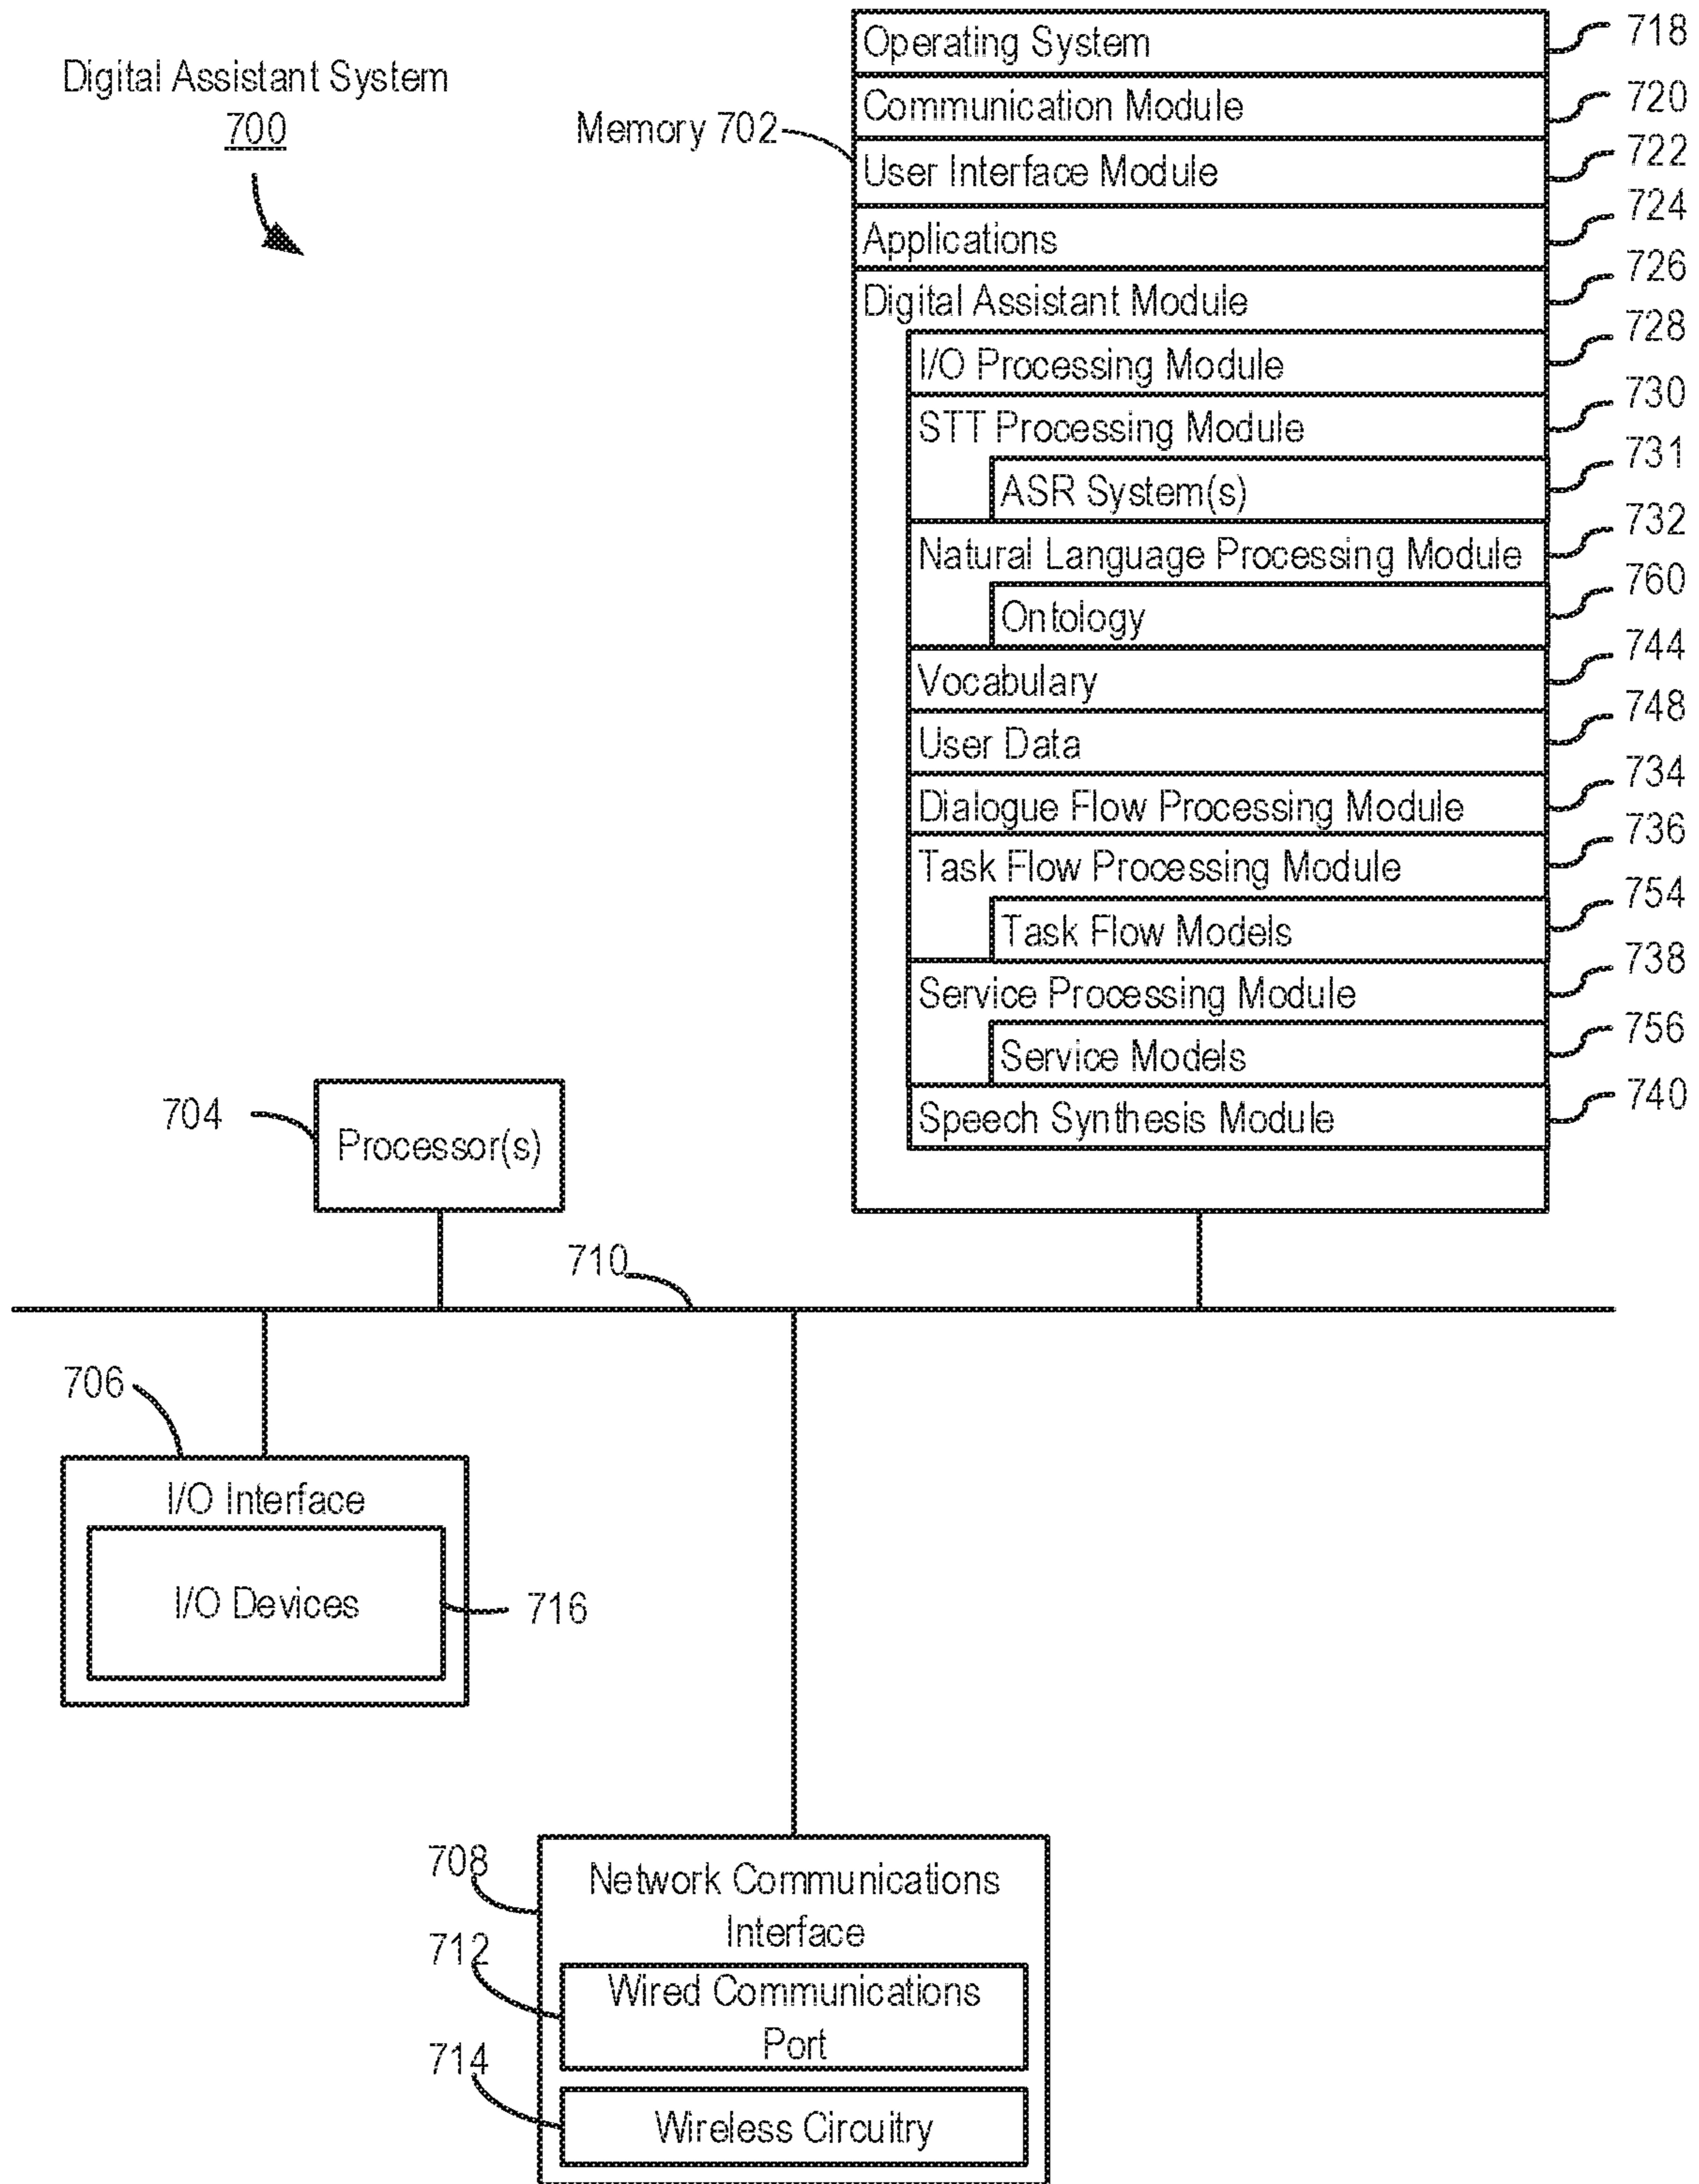 Digital Assistant System
700
Memory 702
Operating System 718
Communication Module 720
User Interface Module 722
Applications 724
Digital Assistant Module 726
I/O Processing Module 728
STT Processing Module 730
ASR System(s) 731
Natural Language Processing Module 732
Ontology 760
Vocabulary 744
User Data 748
Dialogue Flow Processing Module 734
Task Flow Processing Module 736
Task Flow Models 754
Service Processing Module 738
Service Models 756
Speech Synthesis Module 740
704
Processor(s)
710
706
I/O Interface
I/O Devices
716
708
Network Communications
Interface
712
Wired Communications
Port
714
Wireless Circuitry